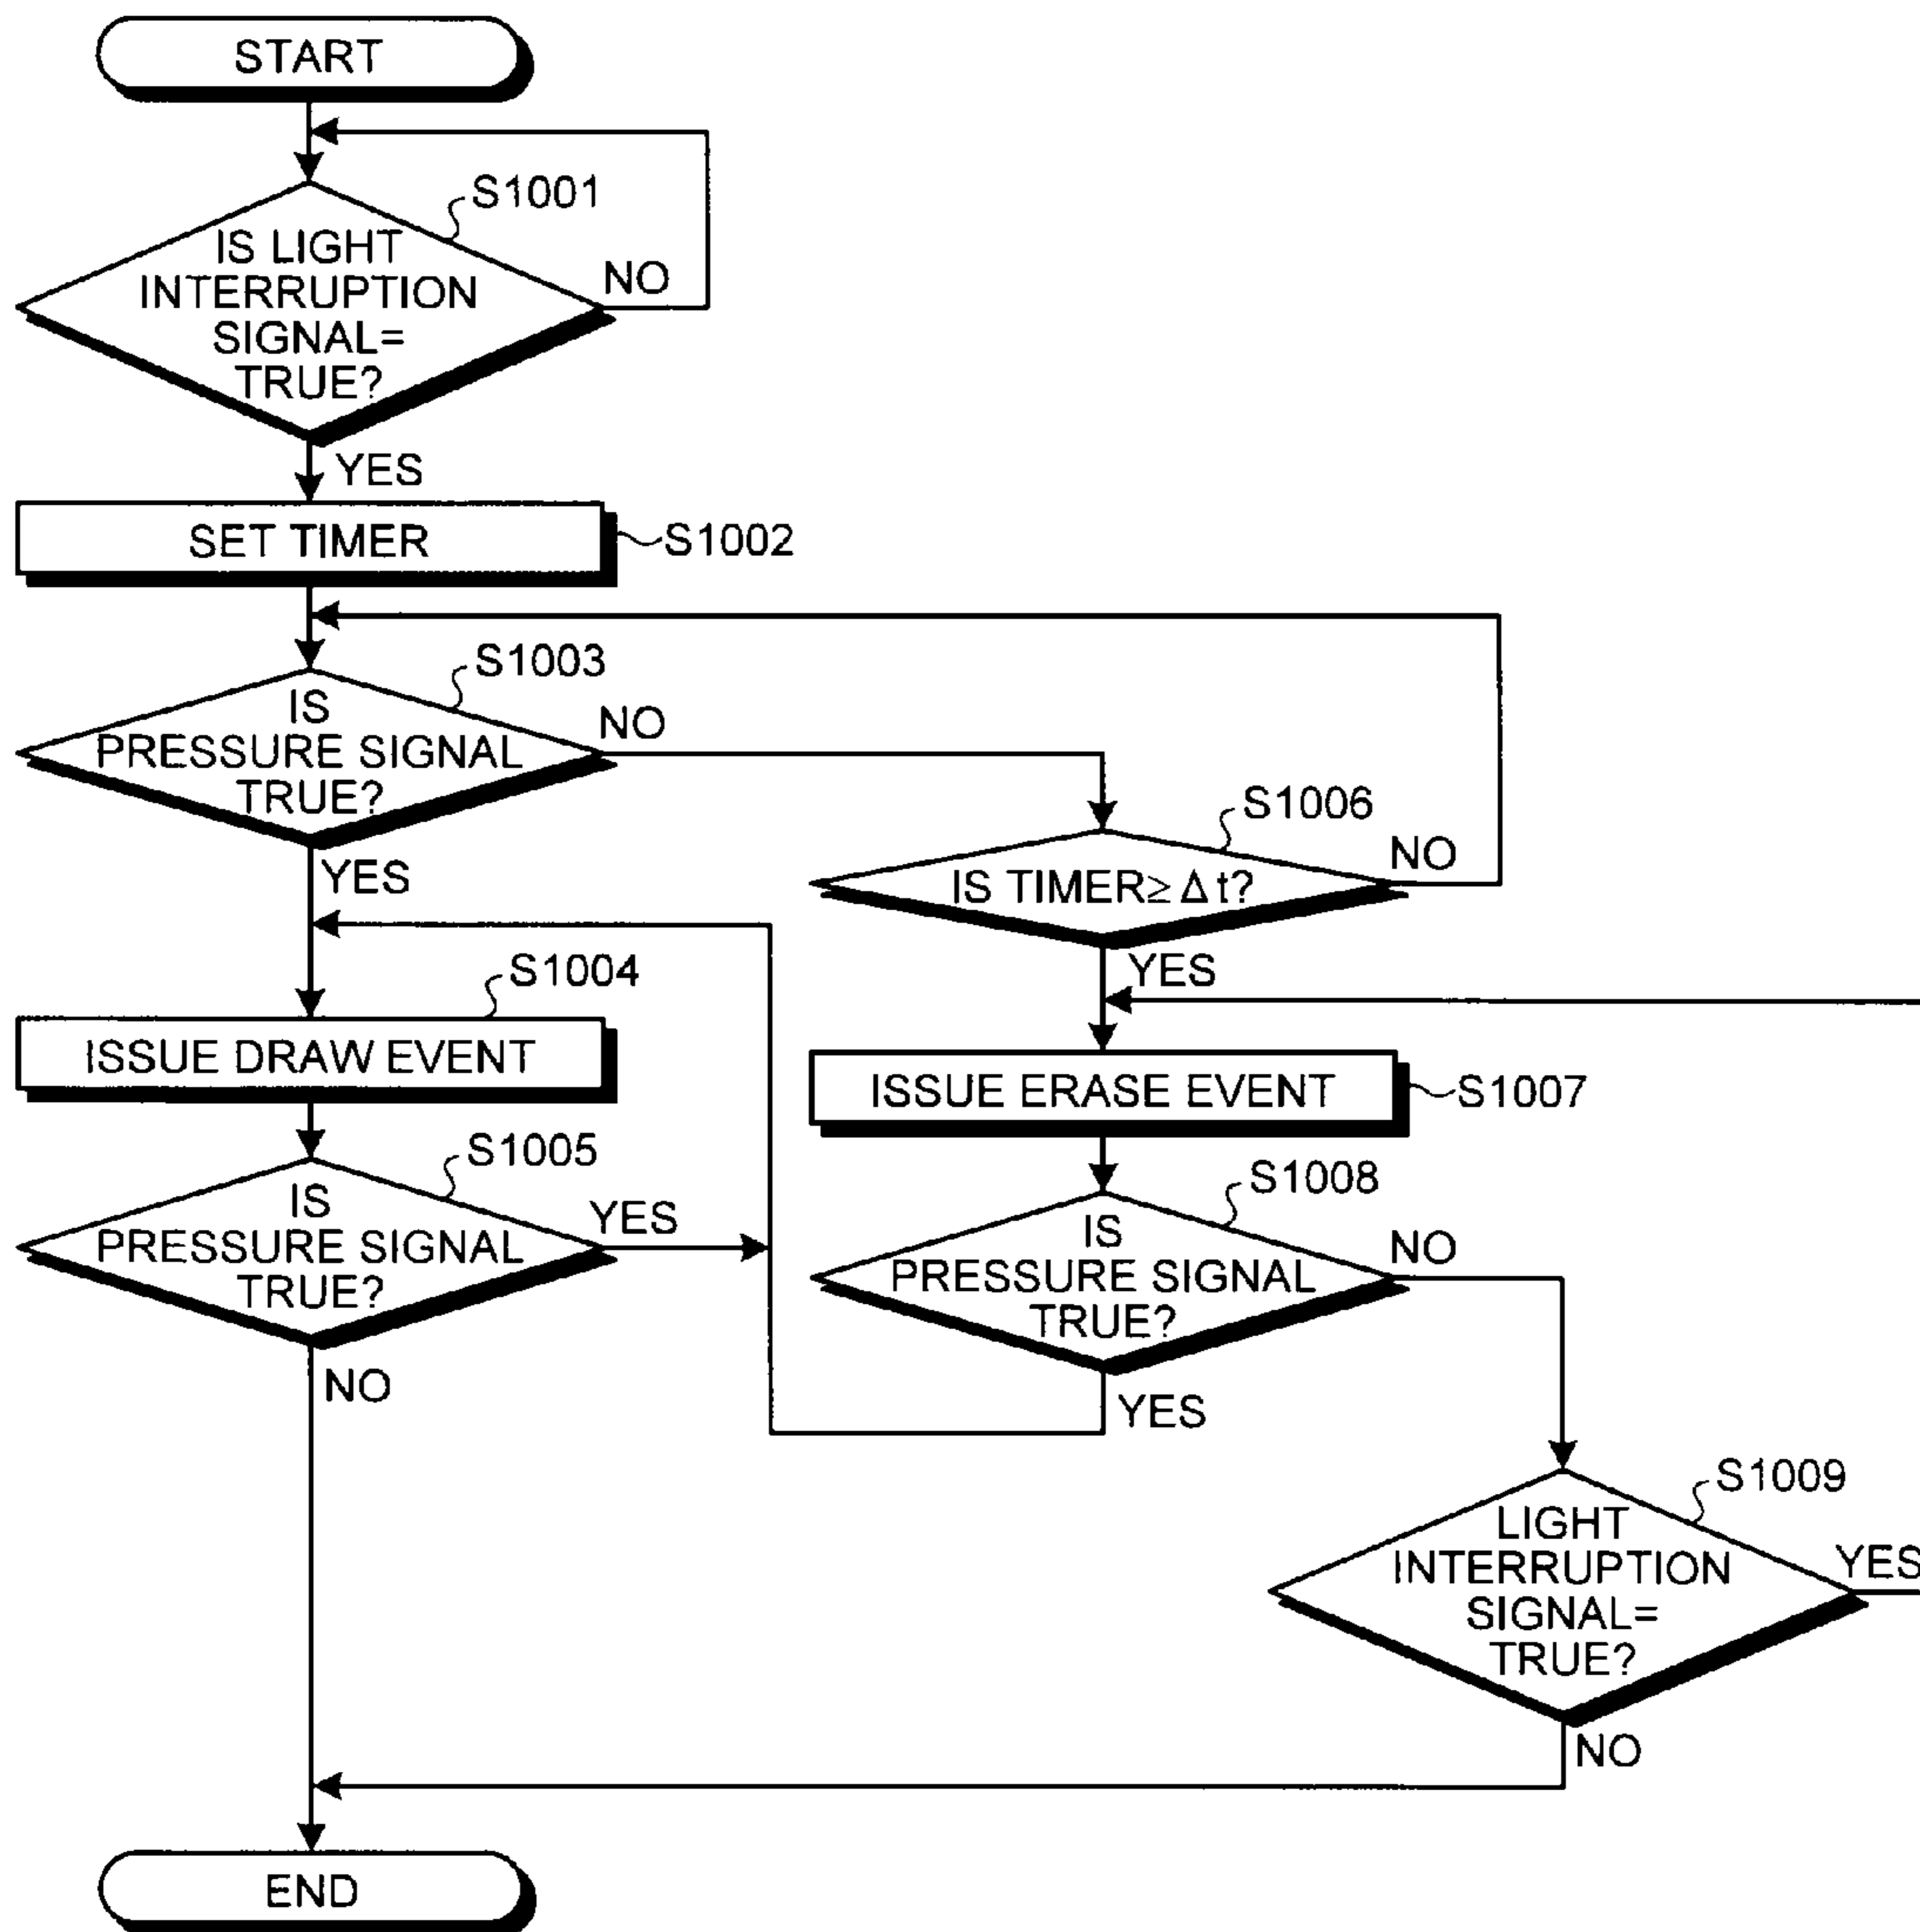 START
S1001
IS LIGHT
INTERRUPTION
SIGNAL=
TRUE?
NO
YES
SET TIMER
S1002
S1003
IS
PRESSURE SIGNAL
TRUE?
NO
YES
S1006
IS TIMER≥ Δt?
NO
YES
S1004
ISSUE DRAW EVENT
ISSUE ERASE EVENT
S1007
S1005
IS
PRESSURE SIGNAL
TRUE?
YES
NO
S1008
IS
PRESSURE SIGNAL
TRUE?
NO
YES
S1009
LIGHT
INTERRUPTION
SIGNAL=
TRUE?
YES
NO
END